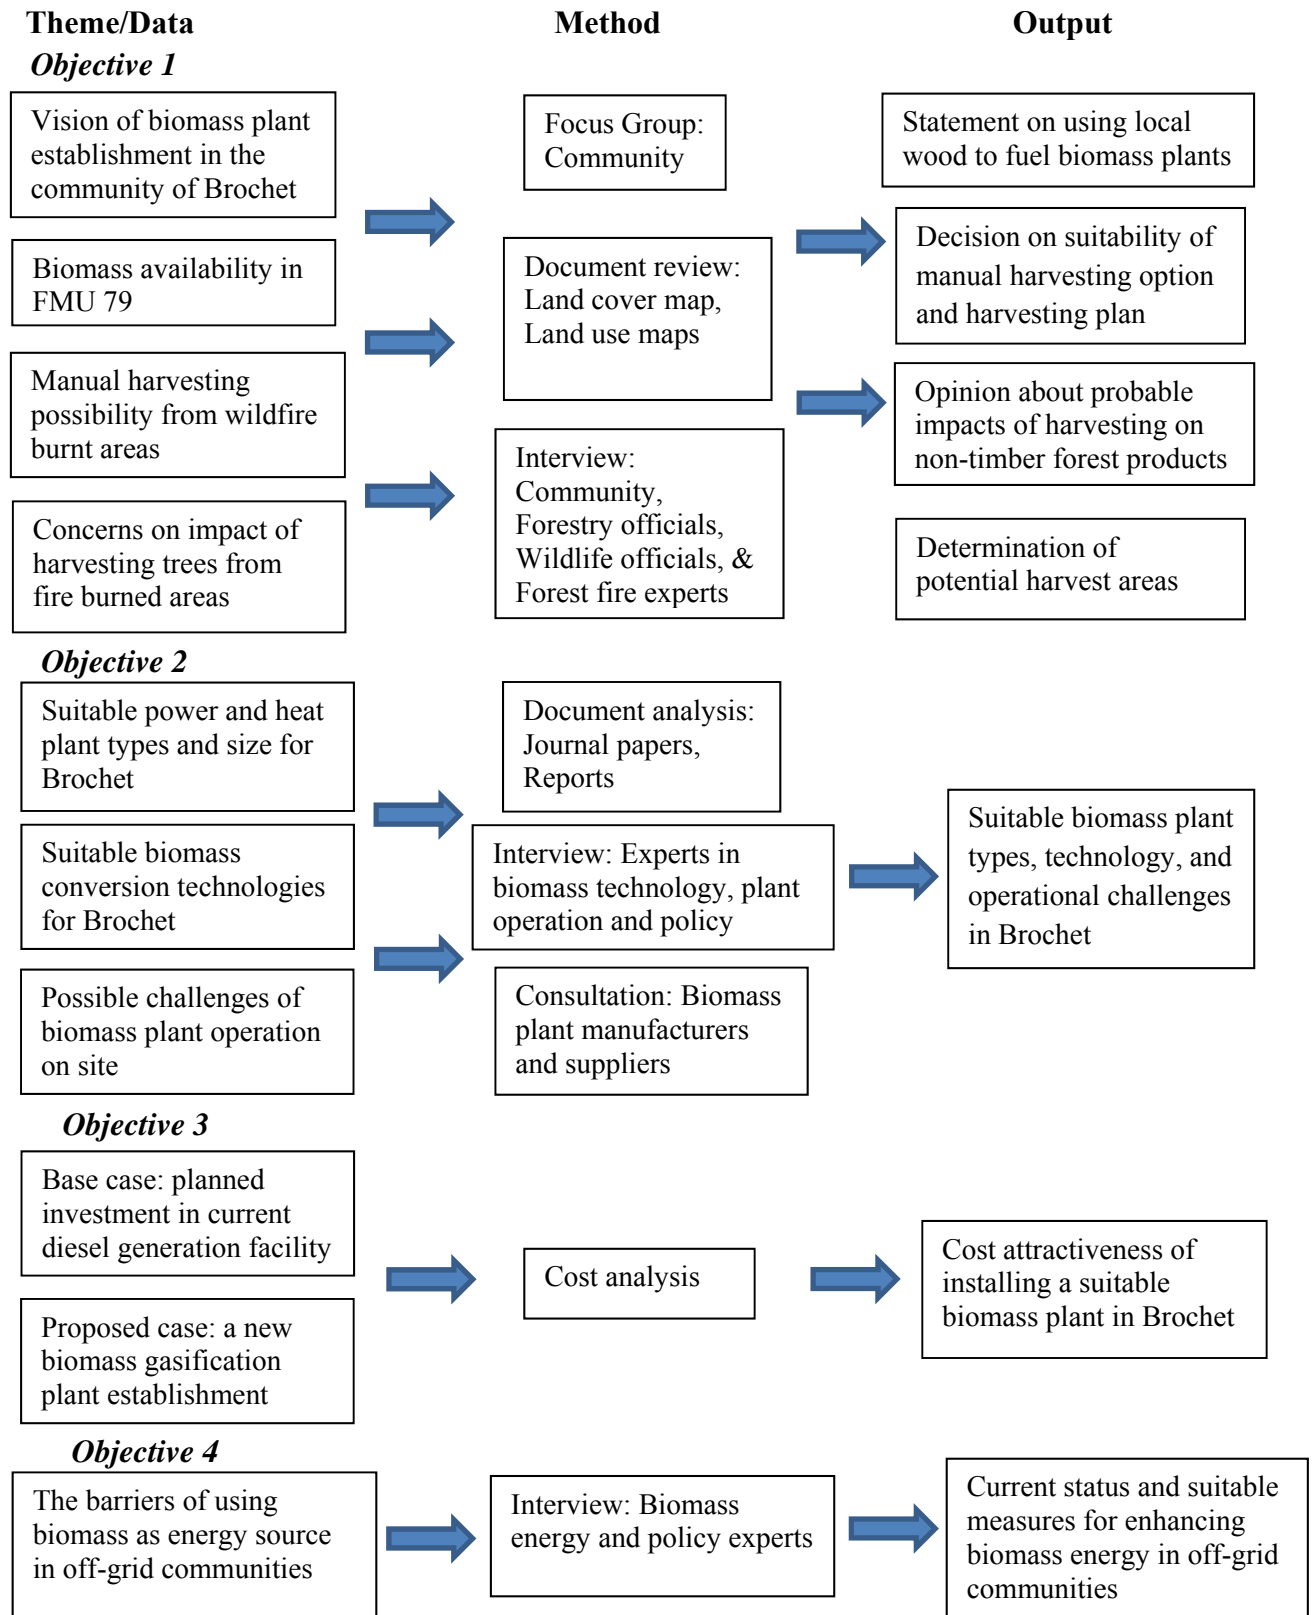 Theme/Data
Method
Output
Objective 1
Vision of biomass plant
establishment in the
community of Brochet
Biomass availability in
FMU 79
Manual harvesting
possibility from wildfire
burnt areas
Concerns on impact of
harvesting trees from
fire burned areas
Focus Group:
Community
Document review:
Land cover map,
Land use maps
Interview:
Community,
Forestry officials,
Wildlife officials, &
Forest fire experts
Statement on using local
wood to fuel biomass plants
Decision on suitability of
manual harvesting option
and harvesting plan
Opinion about probable
impacts of harvesting on
non-timber forest products
Determination of
potential harvest areas
Objective 2
Suitable power and heat
plant types and size for
Brochet
Suitable biomass
conversion technologies
for Brochet
Possible challenges of
biomass plant operation
on site
Document analysis:
Journal papers,
Reports
Interview: Experts in
biomass technology, plant
operation and policy
Consultation: Biomass
plant manufacturers
and suppliers
Suitable biomass plant
types, technology, and
operational challenges
in Brochet
Objective 3
Base case: planned
investment in current
diesel generation facility
Proposed case: a new
biomass gasification
plant establishment
Cost analysis
Cost attractiveness of
installing a suitable
biomass plant in Brochet
Objective 4
The barriers of using
biomass as energy source
in off-grid communities
Interview: Biomass
energy and policy experts
Current status and suitable
measures for enhancing
biomass energy in off-grid
communities